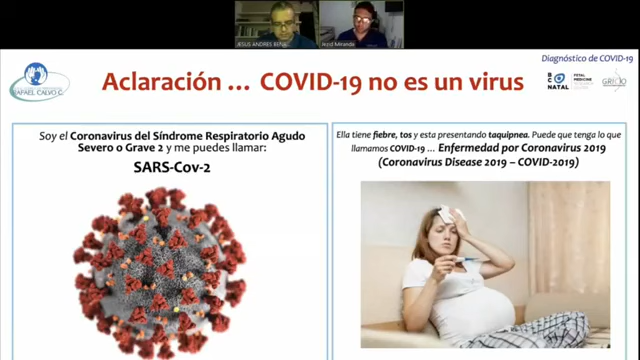 JESUS ANDRES BENA
Jezid Miranda
Diagnóstico de COVID-19
RAFAEL CALVO C.
Aclaración ... COVID-19 no es un virus
BCNATAL
FETAL
MEDICINE
GRICIO
Soy el Coronavirus del Síndrome Respiratorio Agudo
Severo o Grave 2 y me puedes llamar:
SARS-Cov-2
Ella tiene fiebre, tos y esta presentando taquipnea. Puede que tenga lo que
llamamos COVID-19 ... Enfermedad por Coronavirus 2019
(Coronavirus Disease 2019 – COVID-2019)